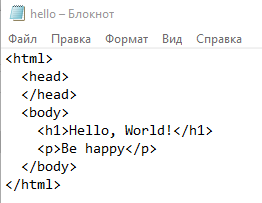 hello – Блокнот
Файл Правка Формат Вид Справка
<html>
  <head>
  </head>
  <body>
    <h1>Hello, World!</h1>
    <p>Be happy</p>
  </body>
</html>